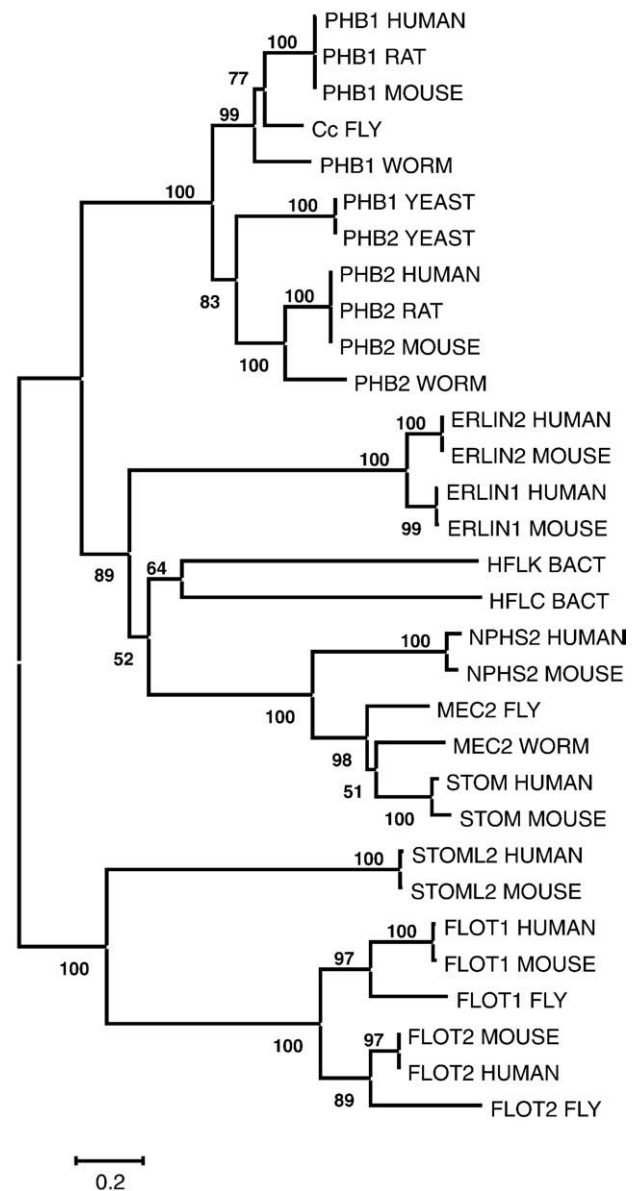 PHB1 HUMAN
100
PHB1 RAT
77
PHB1 MOUSE
99
Cc FLY
PHB1 WORM
100
100
PHB1 YEAST
PHB2 YEAST
PHB2 HUMAN
83
100
PHB2 RAT
PHB2 MOUSE
100
PHB2 WORM
ERLIN2 HUMAN
100
ERLIN2 MOUSE
100
ERLIN1 HUMAN
99
ERLIN1 MOUSE
HFLK BACT
89
64
HFLC BACT
NPHS2 HUMAN
52
100
NPHS2 MOUSE
100
MEC2 FLY
MEC2 WORM
98
STOM HUMAN
51
100
STOM MOUSE
STOML2 HUMAN
100
STOML2 MOUSE
FLOT1 HUMAN
100
97
FLOT1 MOUSE
100
FLOT1 FLY
FLOT2 MOUSE
100
97
FLOT2 HUMAN
89
FLOT2 FLY
0.2